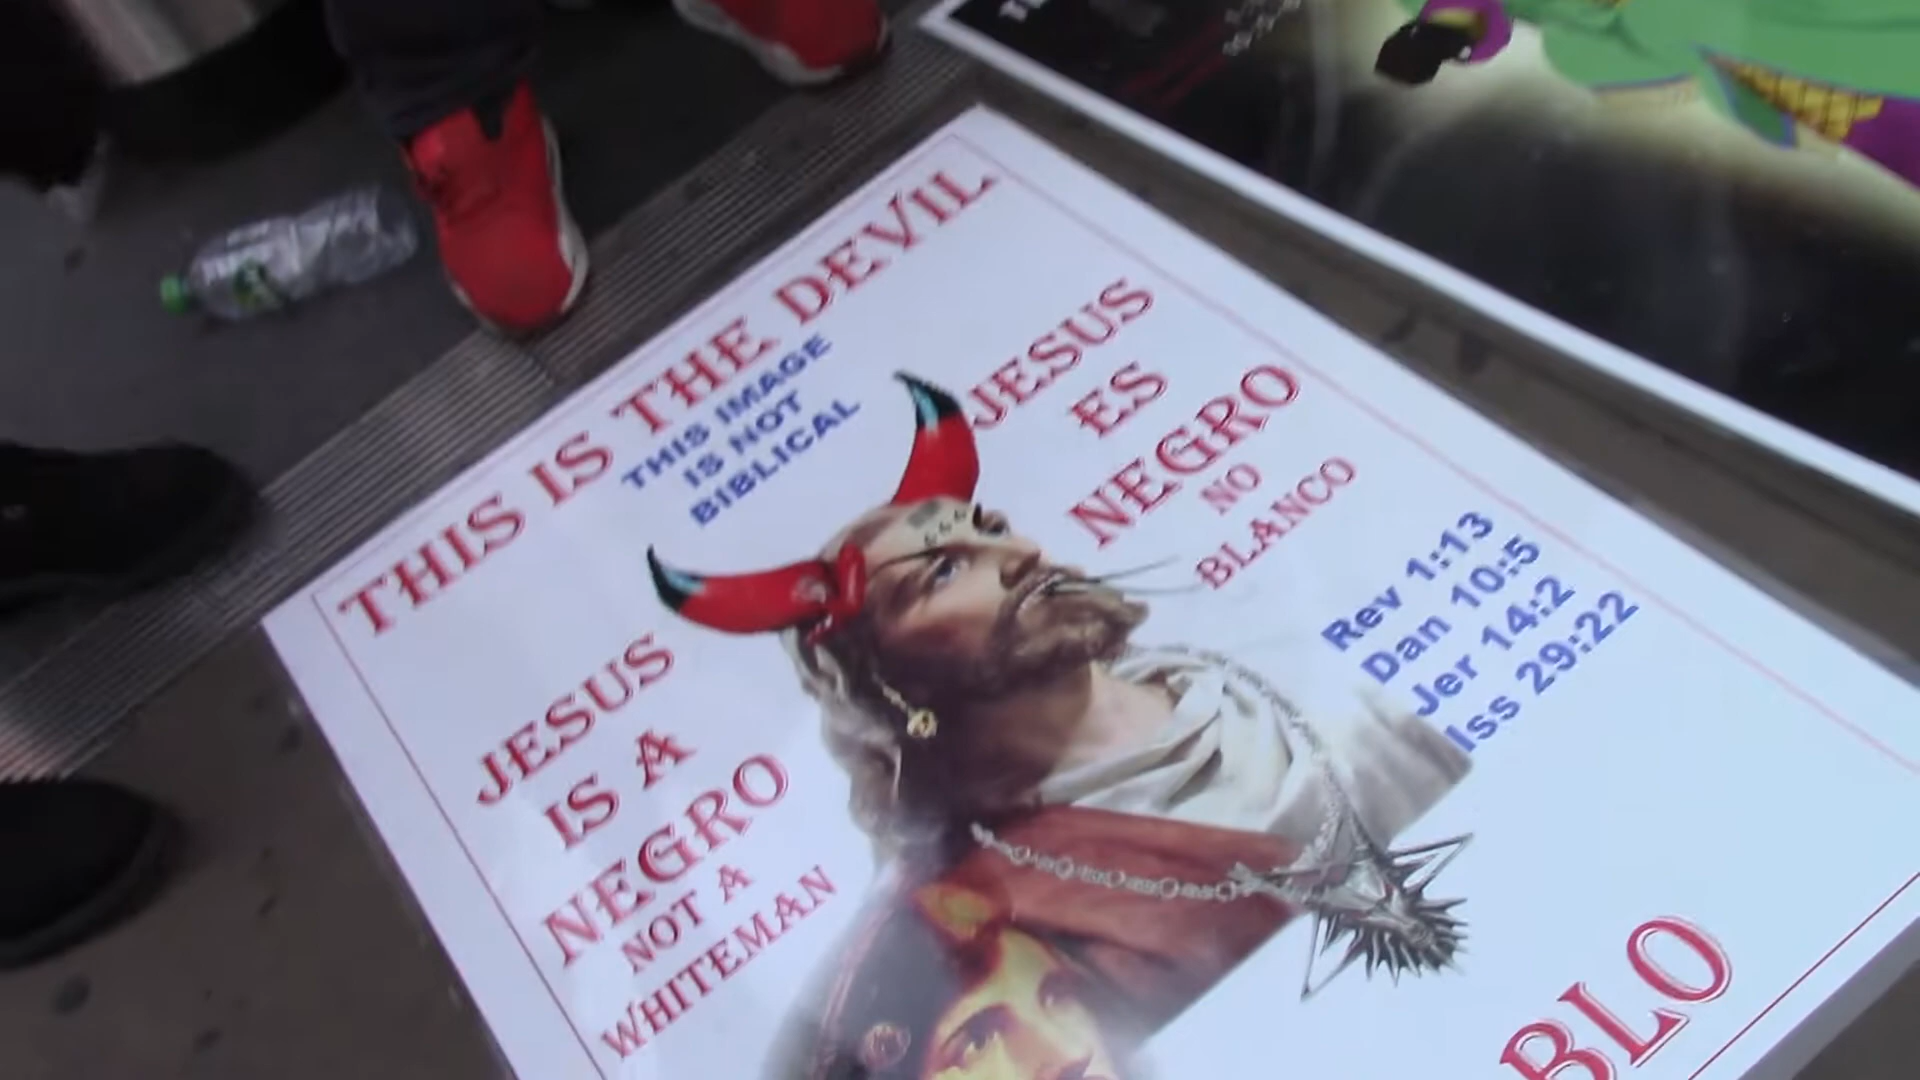 THIS IS THE DEVIL
THIS IMAGE
IS NOT
BIBLICAL
JESUS
ES
NEGRO
NO
BLANCO
Rev 1:13
Dan 10:5
Jer 14:2
Iss 29:22
JESUS
IS A
NEGRO
NOT A
WHITEMAN
BLO